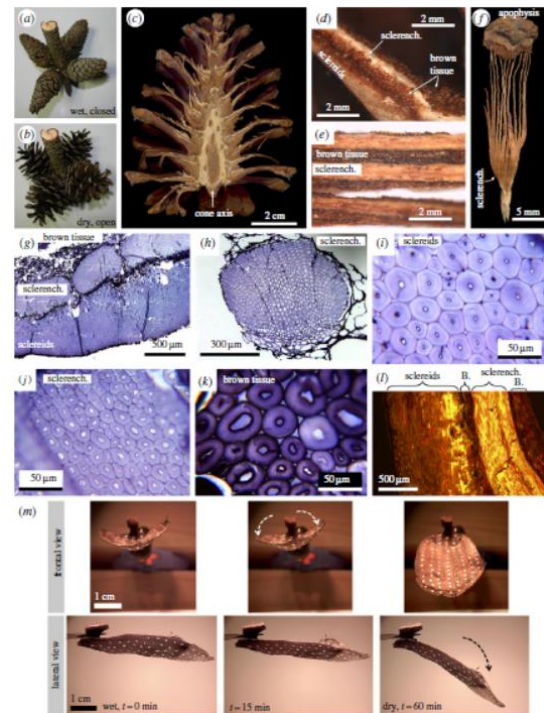 (a)
wet, closed
(b)
dry, open
(c)
cone axis
2 cm
(d)
2 mm
sclerench.
sclereids
brown
tissue
2 mm
(e)
brown tissue
sclerench.
2 mm
(f)
apophysis
sclerench.
5 mm
(g)
brown tissue
sclerench.
sclereids
500 µm
(h)
sclerench.
300 µm
(i)
sclereids
50 µm
(j)
sclerench.
50 µm
(k)
brown tissue
50 µm
(l)
sclereids B. sclerench. B.
500 µm
(m)
frontal view
1 cm
lateral view
1 cm
wet, t=0 min
t=15 min
dry, t=60 min